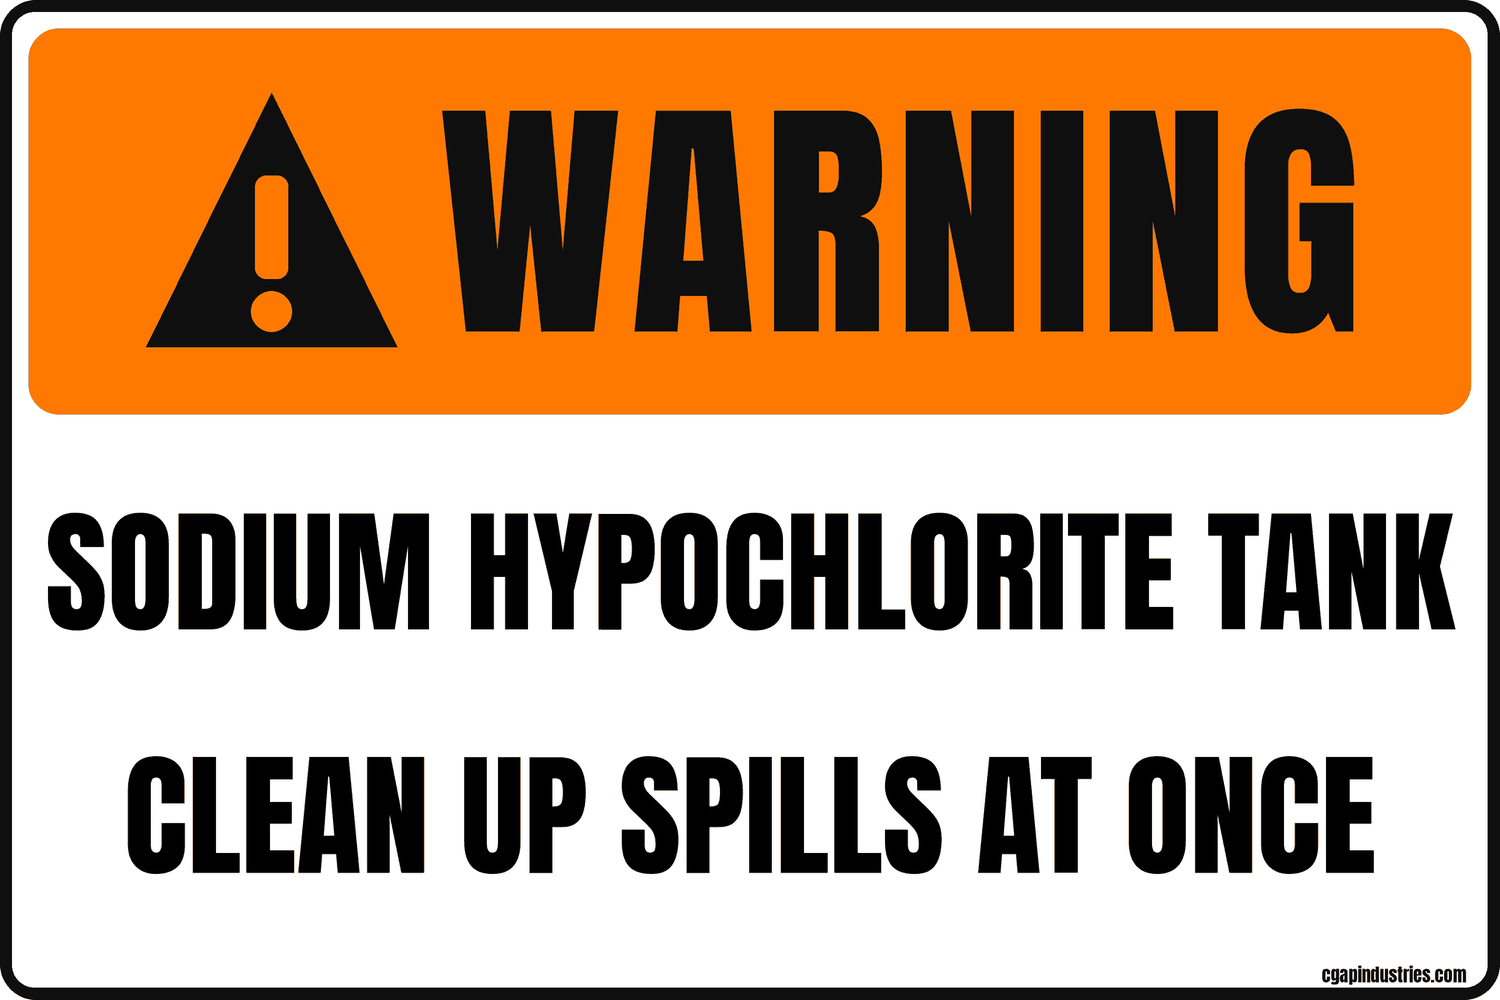 WARNING
SODIUM HYPOCHLORITE TANK
CLEAN UP SPILLS AT ONCE
cgapindustries.com